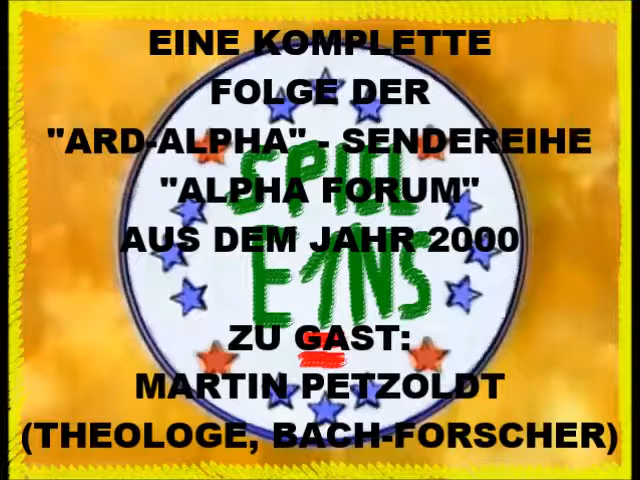 EINE KOMPLETTE
FOLGE DER
"ARD-ALPHA" - SENDEREIHE
"ALPHA FORUM"
AUS DEM JAHR 2000
ZU GAST:
MARTIN PETZOLDT
(THEOLOGE, BACH-FORSCHER)
SPIEL
E1NS